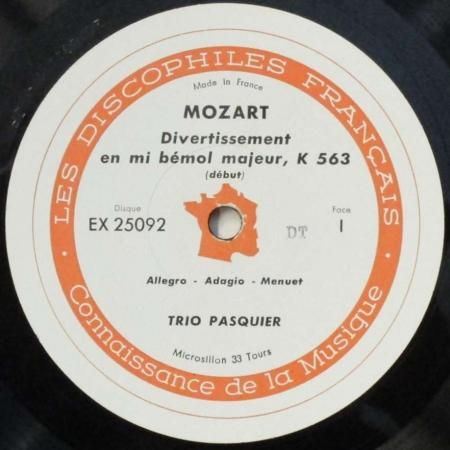 LES DISCOPHILES FRANÇAIS
Made in France
MOZART
Divertissement
en mi bémol majeur, K 563
(début)
Disque
EX 25092
Face
I
DT
Allegro - Adagio - Menuet
TRIO PASQUIER
Microsillon 33 Tours
Connaissance de la Musique